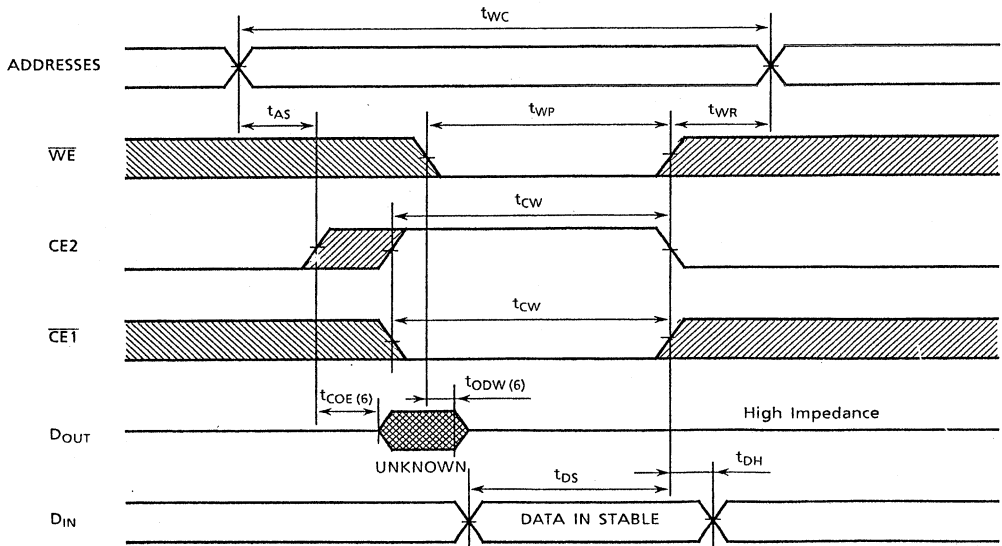 tWC
ADDRESSES
tAS
tWP
tWR
WE
tCW
CE2
tCW
CE1
tCOE (6)
tODW (6)
High Impedance
DOUT
UNKNOWN
tDH
tDS
DIN
DATA IN STABLE